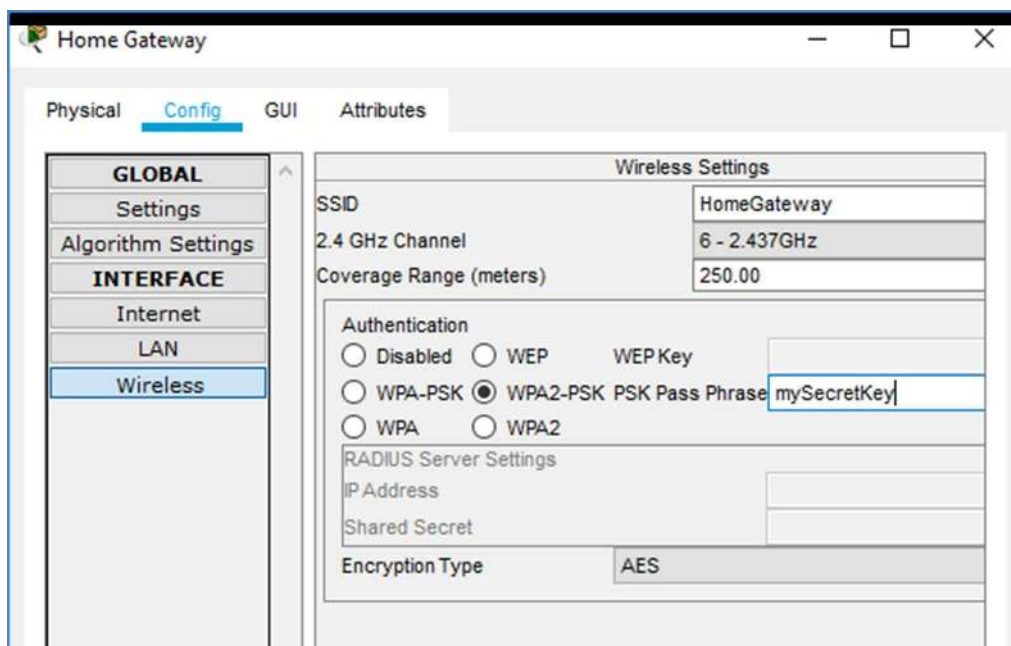 Home Gateway
Physical Config GUI Attributes
GLOBAL
Settings
Algorithm Settings
INTERFACE
Internet
LAN
Wireless
Wireless Settings
SSID HomeGateway
2.4 GHz Channel 6 - 2.437GHz
Coverage Range (meters) 250.00
Authentication
Disabled WEP WEP Key
WPA-PSK WPA2-PSK PSK Pass Phrase mySecretKey
WPA WPA2
RADIUS Server Settings
IP Address
Shared Secret
Encryption Type AES